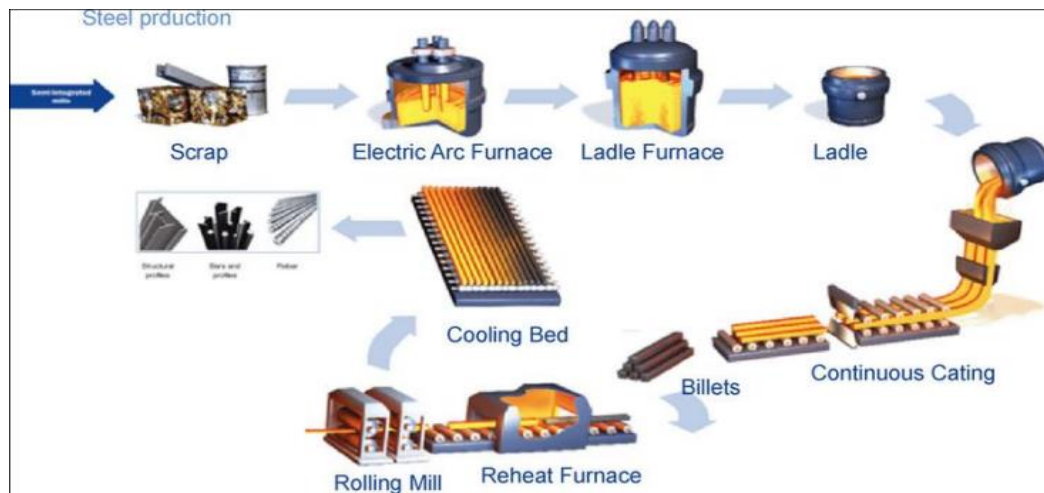 Steel prduction
Semi-integrated
mills
Scrap
Electric Arc Furnace
Ladle Furnace
Ladle
Structural
profiles
Bars and
profiles
Rebar
Cooling Bed
Billets
Continuous Cating
Rolling Mill
Reheat Furnace